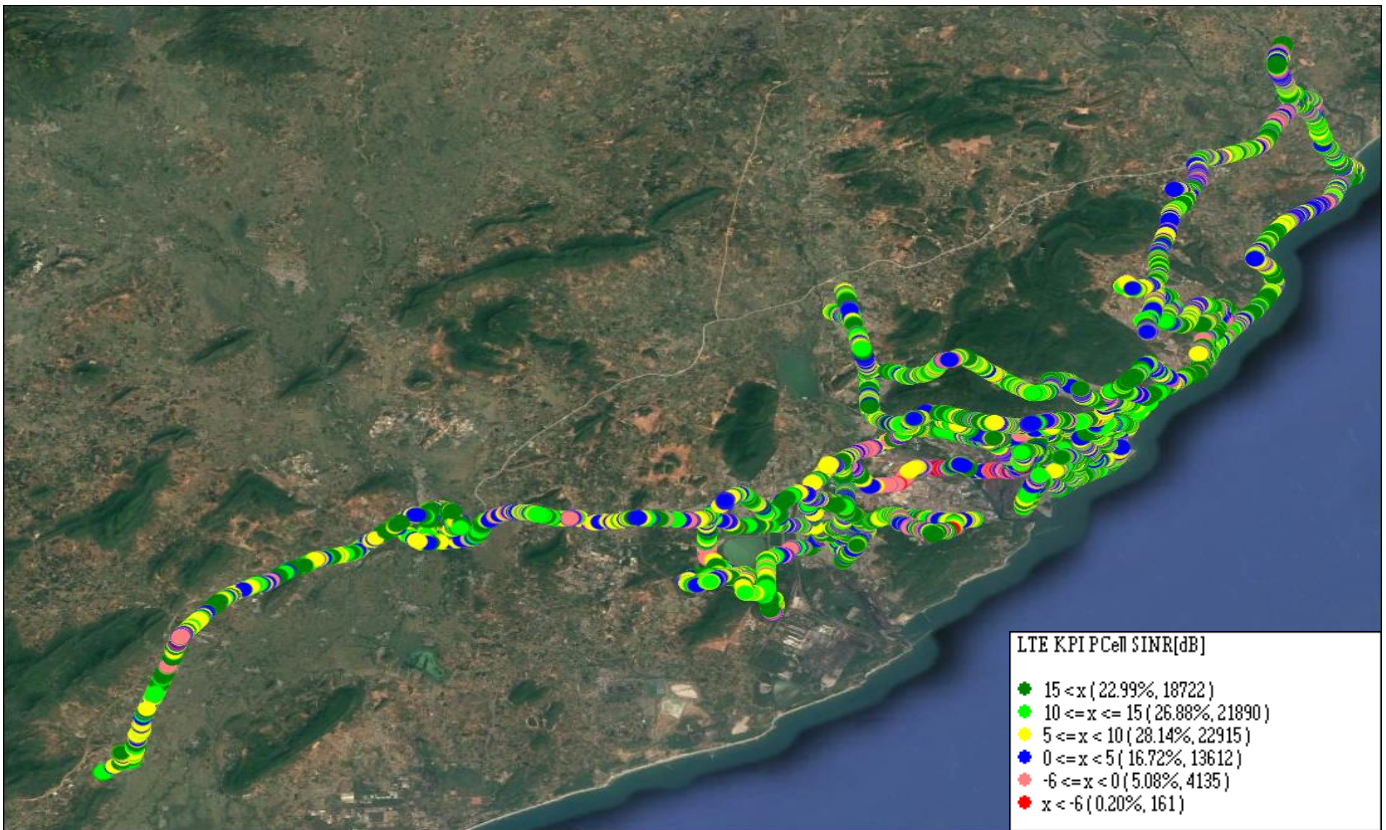 LTE KPI PCell SINR[dB]
15 < x ( 22.99%, 18722 )
10 <= x <= 15 ( 26.88%, 21890 )
5 <= x < 10 ( 28.14%, 22915 )
0 <= x < 5 ( 16.72%, 13612 )
-6 <= x < 0 ( 5.08%, 4135 )
x < -6 ( 0.20%, 161 )